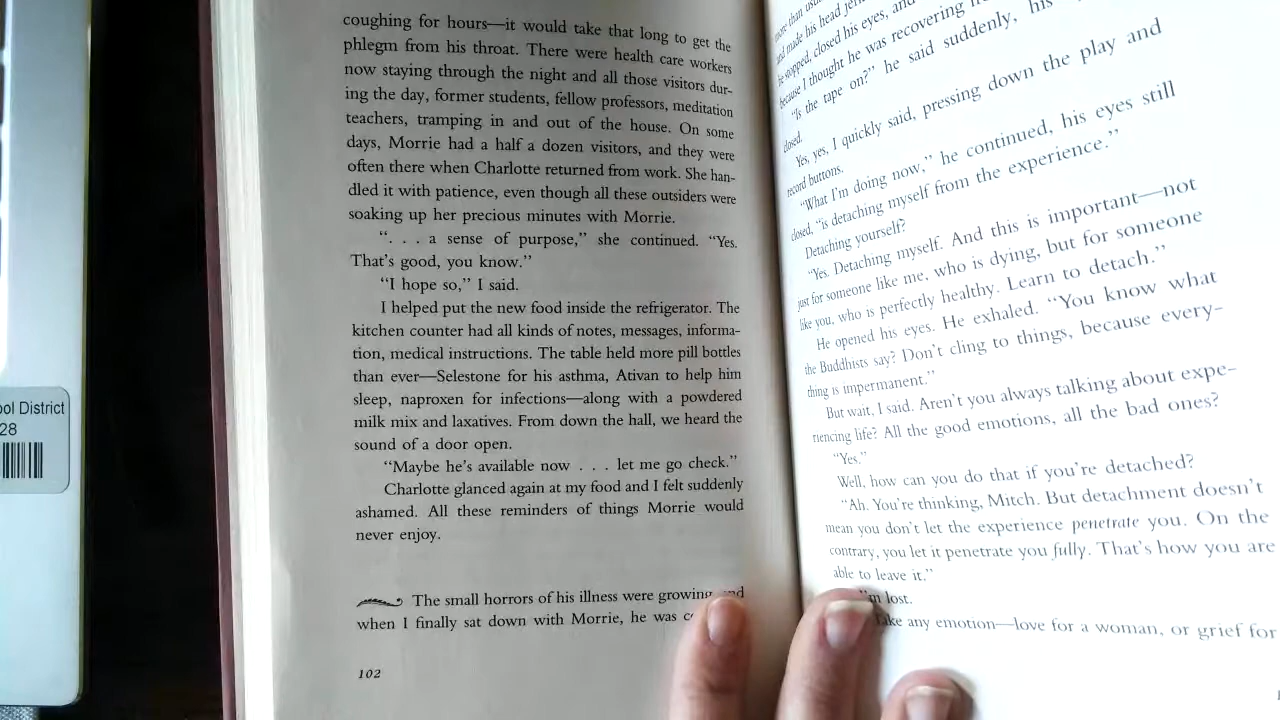 ool District
28
coughing for hours—it would take that long to get the
phlegm from his throat. There were health care workers
now staying through the night and all those visitors dur-
ing the day, former students, fellow professors, meditation
teachers, tramping in and out of the house. On some
days, Morrie had a half a dozen visitors, and they were
often there when Charlotte returned from work. She han-
dled it with patience, even though all these outsiders were
soaking up her precious minutes with Morrie.
“. . . a sense of purpose,” she continued. “Yes.
That’s good, you know.”
“I hope so,” I said.
I helped put the new food inside the refrigerator. The
kitchen counter had all kinds of notes, messages, informa-
tion, medical instructions. The table held more pill bottles
than ever—Selestone for his asthma, Ativan to help him
sleep, naproxen for infections—along with a powdered
milk mix and laxatives. From down the hall, we heard the
sound of a door open.
“Maybe he’s available now . . . let me go check.”
Charlotte glanced again at my food and I felt suddenly
ashamed. All these reminders of things Morrie would
never enjoy.
The small horrors of his illness were growing, and
when I finally sat down with Morrie, he was
102
more than
and made his head
he stopped, closed his eyes, and
because I thought he was recovering
“Is the tape on?” he said suddenly, his
closed.
Yes, yes, I quickly said, pressing down the play and
record buttons.
“What I’m doing now,” he continued, his eyes still
closed, “is detaching myself from the experience.”
Detaching yourself?
“Yes. Detaching myself. And this is important—not
just for someone like me, who is dying, but for someone
like you, who is perfectly healthy. Learn to detach.”
He opened his eyes. He exhaled. “You know what
the Buddhists say? Don’t cling to things, because every-
thing is impermanent.”
But wait, I said. Aren’t you always talking about expe-
riencing life? All the good emotions, all the bad ones?
“Yes.”
Well, how can you do that if you’re detached?
“Ah. You’re thinking, Mitch. But detachment doesn’t
mean you don’t let the experience penetrate you. On the
contrary, you let it penetrate you fully. That’s how you are
able to leave it.”
I’m lost.
Take any emotion—love for a woman, or grief for